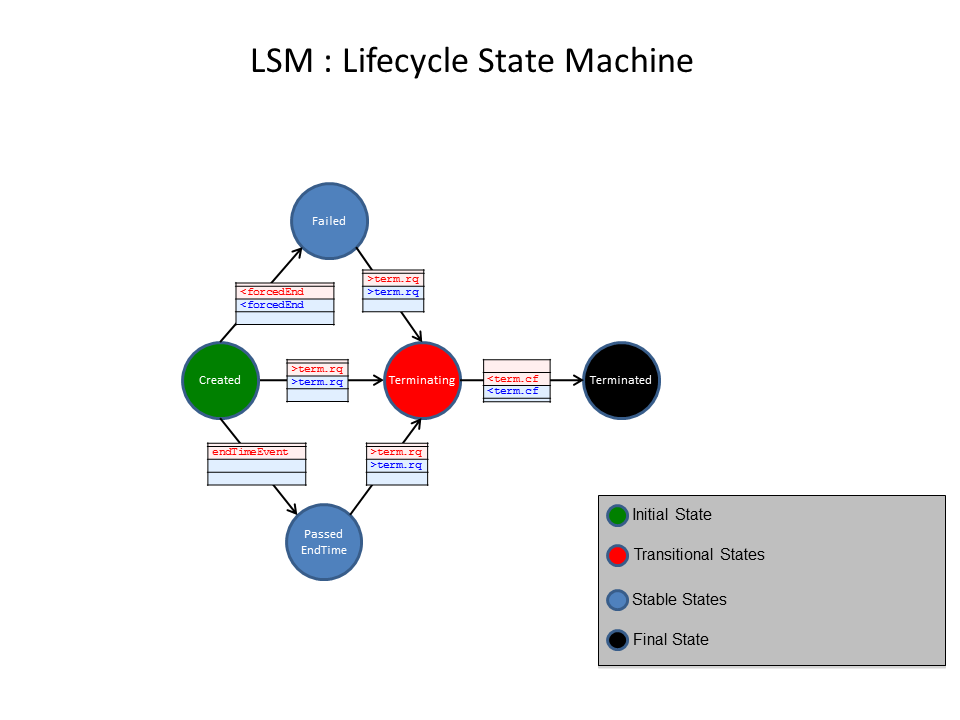 LSM : Lifecycle State Machine
Failed
>term.rq
>term.rq
<forcedEnd
<forcedEnd
Created
>term.rq
>term.rq
Terminating
<term.cf
<term.cf
Terminated
endTimeEvent
>term.rq
>term.rq
Passed
EndTime
Initial State
Transitional States
Stable States
Final State